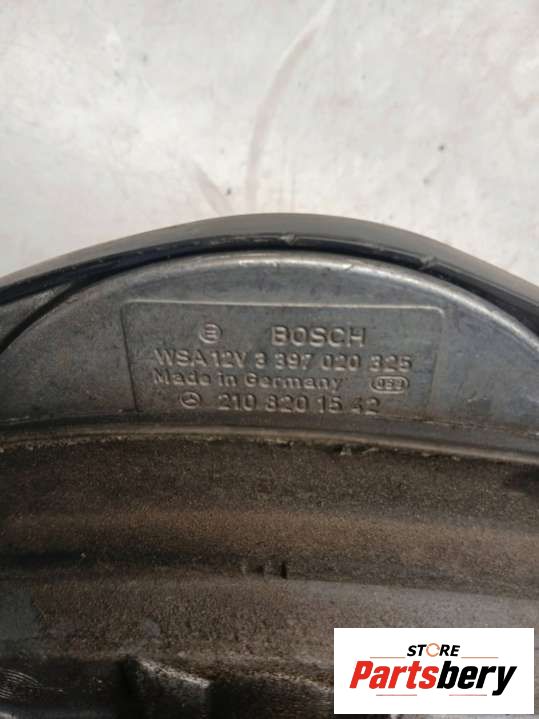 BOSCH
WSA 12V 3 397 020 325
Made in Germany
210 820 15 42
STORE
Partsbery